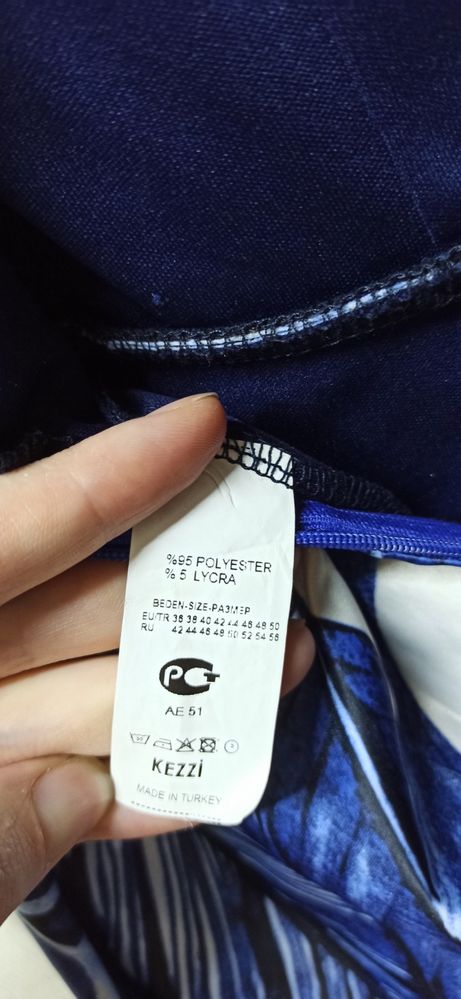 %95 POLYESTER
% 5 LYCRA
BEDEN-SIZE-РАЗМЕР
EU/TR 36 38 40 42 44 46 48 50
RU 42 44 46 48 50 52 54 56
РСТ
AE 51
KEZZİ
MADE IN TURKEY